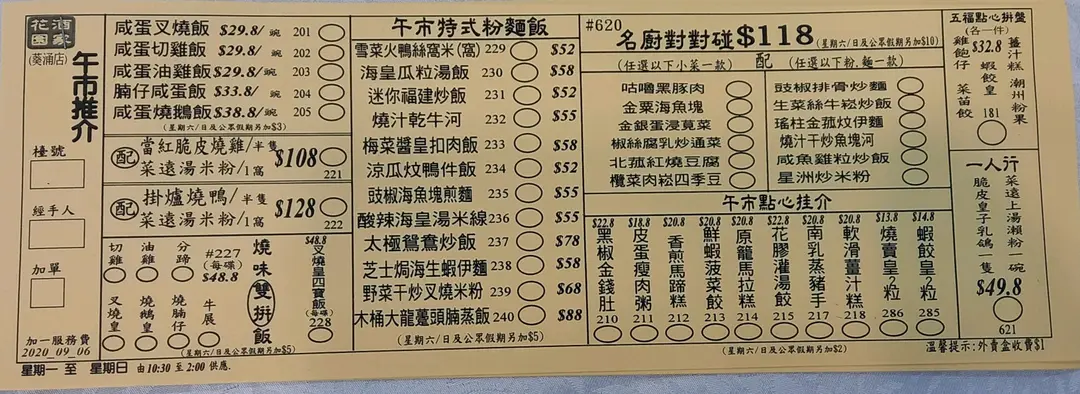 花園酒家
(葵涌店)
午市推介
檯號
經手人
加單
加一服務費
2020_09_06
星期一 至 星期日 由10:30 至 2:00 供應.
咸蛋叉燒飯 $29.8/碗 201
咸蛋切雞飯 $29.8/碗 202
咸蛋油雞飯 $29.8/碗 203
腩仔咸蛋飯 $33.8/碗 204
咸蛋燒鵝飯 $38.8/碗 205
(星期六/日及公眾假期另加$3)
配 當紅脆皮燒雞/半隻 $108
菜遠湯米粉/1窩 221
配 掛爐燒鴨/半隻 $128
菜遠湯米粉/1窩 222
切雞
油雞
分蹄
#227
(每碟)
$48.8
叉燒皇
燒鵝皇
燒腩仔
牛展
燒味雙拼飯
$48.8
叉燒皇四寶飯(每碟)
228
(星期六/日及公眾假期另加$5)
午市特式粉麵飯
雪菜火鴨絲窩米(窩) 229 $52
海皇瓜粒湯飯 230 $58
迷你福建炒飯 231 $52
燒汁乾牛河 232 $55
梅菜醬皇扣肉飯 233 $58
涼瓜炆鴨件飯 234 $52
豉椒海魚塊煎麵 235 $55
酸辣海皇湯米線 236 $55
太極鴛鴦炒飯 237 $78
芝士焗海生蝦伊麵 238 $58
野菜干炒叉燒米粉 239 $68
木桶大龍躉頭腩蒸飯 240 $88
(星期六/日及公眾假期另加$5)
#620
名廚對對碰$118 (星期六/日及公眾假期另加$10)
(任選以下小菜一款) 配 (任選以下粉,麵一款)
咕嚕黑豚肉
金粟海魚塊
金銀蛋浸莧菜
椒絲腐乳炒通菜
北菰紅燒豆腐
欖菜肉崧四季豆
豉椒排骨炒麵
生菜絲牛崧炒飯
瑤柱金菰炆伊麵
燒汁干炒魚塊河
咸魚雞粒炒飯
星洲炒米粉
午市點心挂介
$22.8 黑椒金錢肚 210
$18.8 皮蛋瘦肉粥 211
$20.8 香煎馬蹄糕 212
$20.8 鮮蝦菠菜餃 213
$20.8 原籠馬拉糕 214
$22.8 花膠灌湯餃 215
$20.8 南乳蒸豬手 217
$20.8 軟滑薑汁糕 218
$13.8 燒賣皇2粒 286
$14.8 蝦餃皇2粒 285
(星期六/日及公眾假期另加$2)
五福點心拼盤
(各一件)
$32.8
薑汁糕 潮州粉果
蝦餃皇
雞飽仔 菜苗餃
181
一人行
菜遠上湯瀨粉一碗
脆皮皇子乳鴿一隻
$49.8
621
溫馨提示:外賣盒收費$1